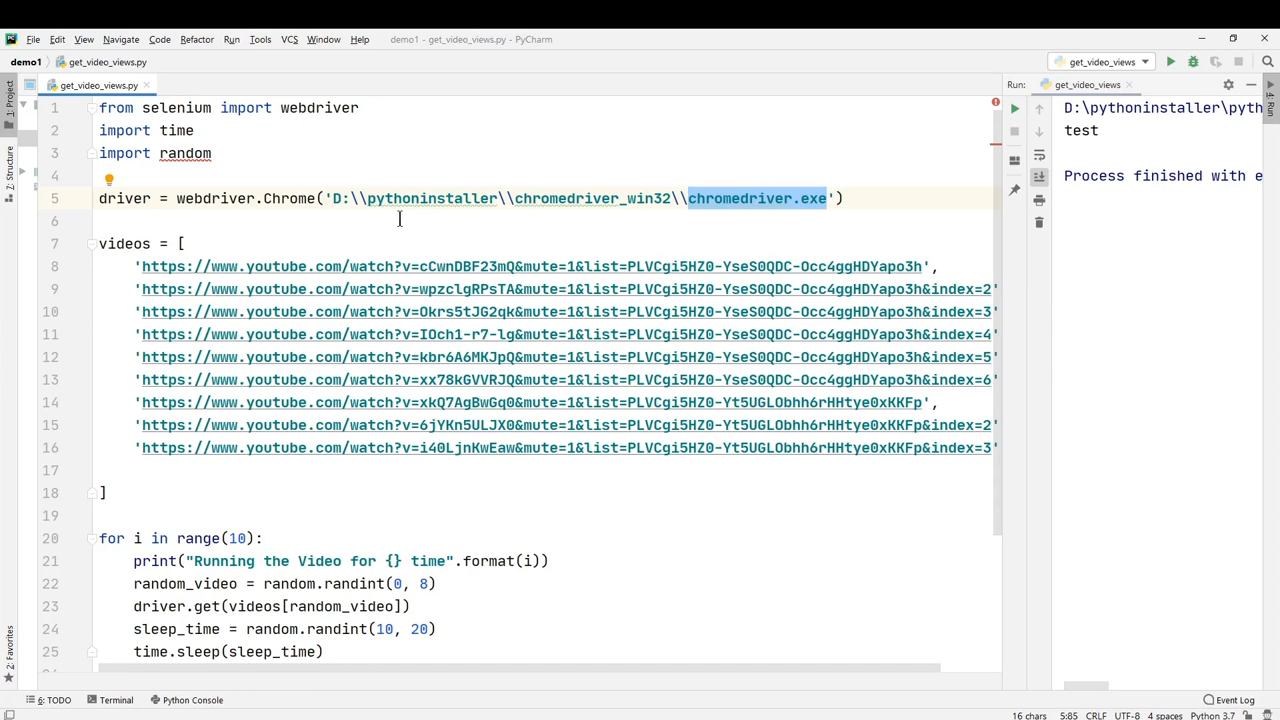 File Edit View Navigate Code Refactor Run Tools VCS Window Help demo1 - get_video_views.py - PyCharm
demo1 get_video_views.py get_video_views
1: Project
get_video_views.py Run: get_video_views
4: Run
1 from selenium import webdriver
2 import time
3 import random
4
5 driver = webdriver.Chrome('D:\\pythoninstaller\\chromedriver_win32\\chromedriver.exe')
6
7 videos = [
8 'https://www.youtube.com/watch?v=cCwnDBF23mQ&mute=1&list=PLVCgi5HZ0-YseS0QDC-Occ4ggHDYapo3h',
9 'https://www.youtube.com/watch?v=wpzclgRPsTA&mute=1&list=PLVCgi5HZ0-YseS0QDC-Occ4ggHDYapo3h&index=2'
10 'https://www.youtube.com/watch?v=Okrs5tJG2qk&mute=1&list=PLVCgi5HZ0-YseS0QDC-Occ4ggHDYapo3h&index=3'
11 'https://www.youtube.com/watch?v=IOch1-r7-lg&mute=1&list=PLVCgi5HZ0-YseS0QDC-Occ4ggHDYapo3h&index=4
12 'https://www.youtube.com/watch?v=kbr6A6MKJpQ&mute=1&list=PLVCgi5HZ0-YseS0QDC-Occ4ggHDYapo3h&index=5
13 'https://www.youtube.com/watch?v=xx78kGVVRJQ&mute=1&list=PLVCgi5HZ0-YseS0QDC-Occ4ggHDYapo3h&index=6'
14 'https://www.youtube.com/watch?v=xkQ7AgBwGq0&mute=1&list=PLVCgi5HZ0-Yt5UGLObhh6rHHtye0xKKFp',
15 'https://www.youtube.com/watch?v=6jYKn5ULJX0&mute=1&list=PLVCgi5HZ0-Yt5UGLObhh6rHHtye0xKKFp&index=2'
16 'https://www.youtube.com/watch?v=i40LjnKwEaw&mute=1&list=PLVCgi5HZ0-Yt5UGLObhh6rHHtye0xKKFp&index=3'
17
18 ]
19
20 for i in range(10):
21 print("Running the Video for {} time".format(i))
22 random_video = random.randint(0, 8)
23 driver.get(videos[random_video])
24 sleep_time = random.randint(10, 20)
25 time.sleep(sleep_time)
D:\pythoninstaller\pyth
test
Process finished with e
Z: Structure
2: Favorites
6: TODO Terminal Python Console Event Log
16 chars 5:85 CRLF UTF-8 4 spaces Python 3.7